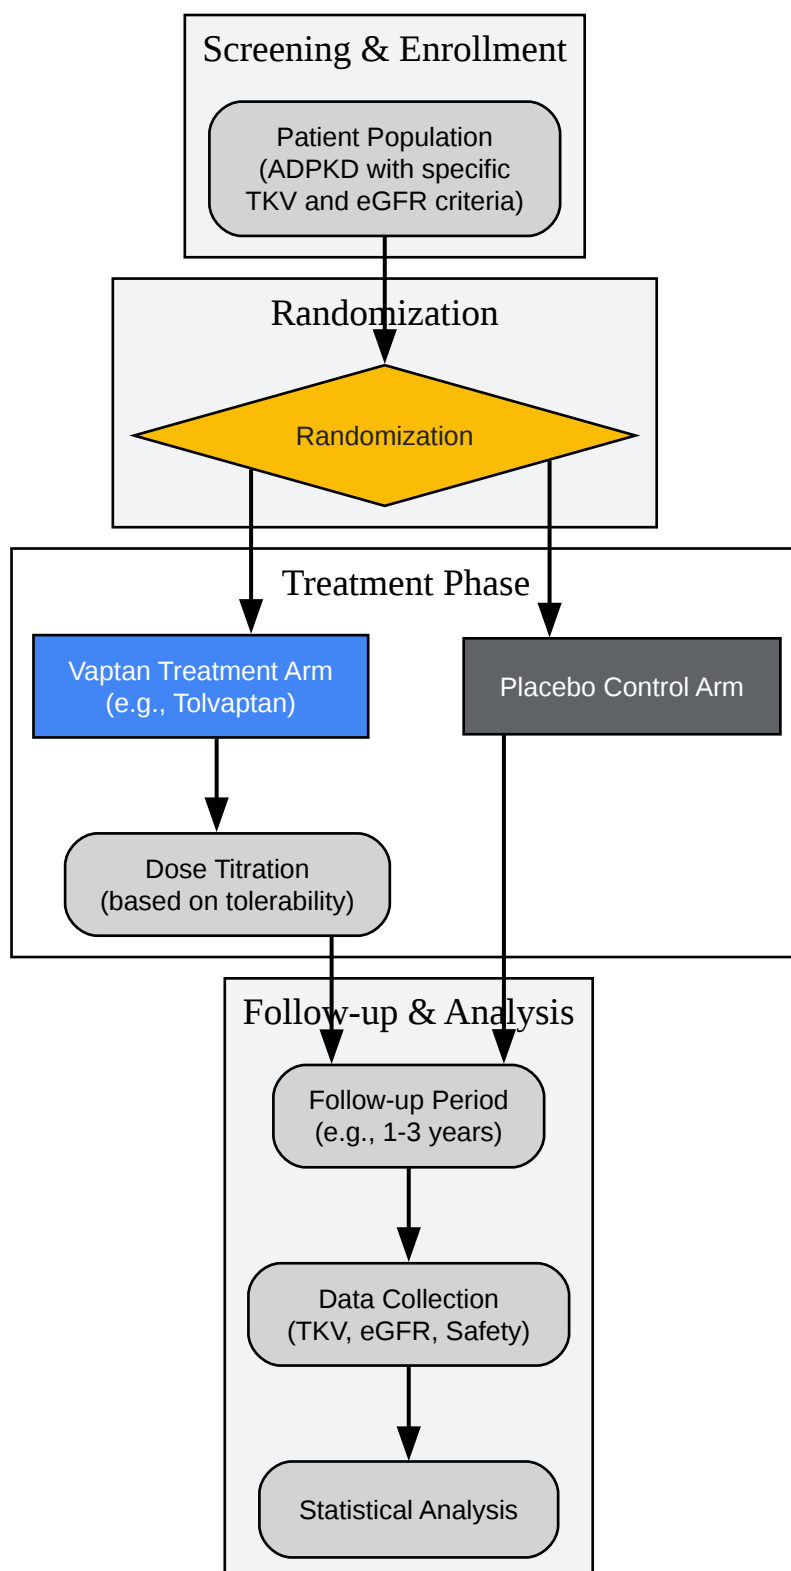 Screening & Enrollment
Patient Population
(ADPKD with specific
TKV and eGFR criteria)
Randomization
Randomization
Treatment Phase
Vaptan Treatment Arm
(e.g., Tolvaptan)
Placebo Control Arm
Dose Titration
(based on tolerability)
Follow-up & Analysis
Follow-up Period
(e.g., 1-3 years)
Data Collection
(TKV, eGFR, Safety)
Statistical Analysis